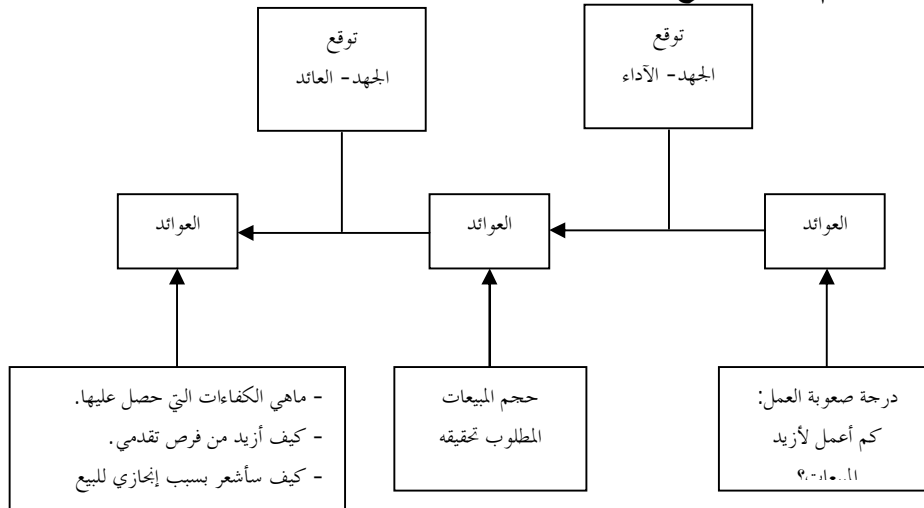 توقع
الجهد- الآداء
توقع
الجهد- العائد
العوائد
العوائد
العوائد
درجة صعوبة العمل:
كم أعمل لأزيد
المبيعات؟
حجم المبيعات
المطلوب تحقيقه
- ماهي الكفاءات التي حصل عليها.
- كيف أزيد من فرص تقدمي.
- كيف سأشعر بسبب إنجازي للبيع